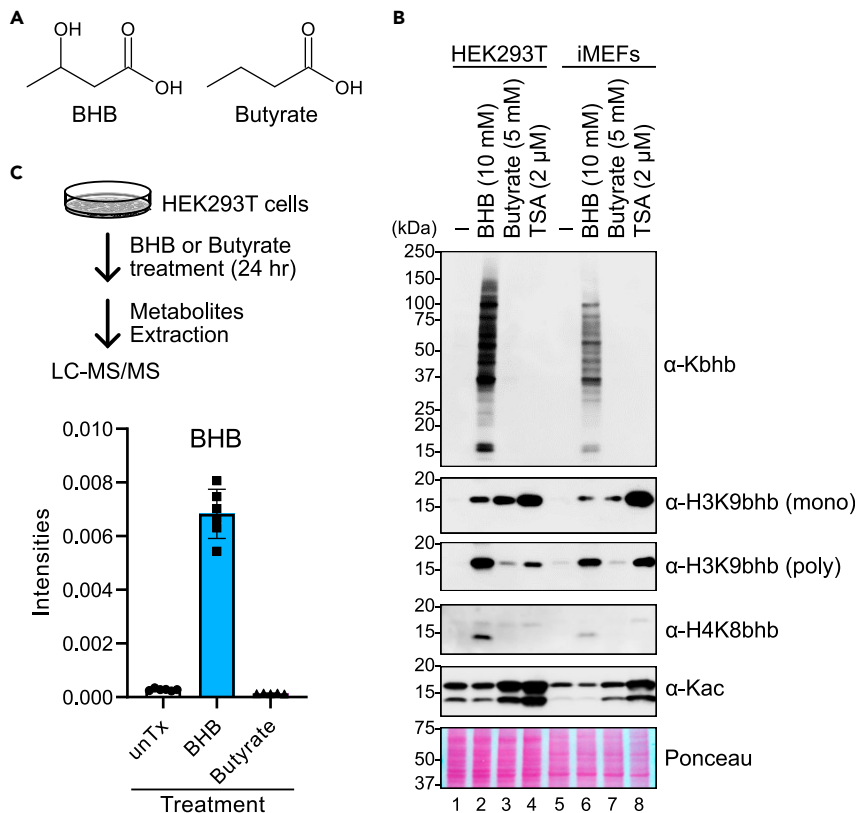 A
OH
O
OH
BHB
O
OH
Butyrate
B
HEK293T iMEFs
– BHB (10 mM) Butyrate (5 mM) TSA (2 µM) – BHB (10 mM) Butyrate (5 mM) TSA (2 µM)
(kDa)
250
150
100
75
50
37
25
20
15
α-Kbhb
20
15
α-H3K9bhb (mono)
20
15
α-H3K9bhb (poly)
20
15
α-H4K8bhb
20
15
α-Kac
75
50
37
Ponceau
1 2 3 4 5 6 7 8
C
HEK293T cells
BHB or Butyrate
treatment (24 hr)
Metabolites
Extraction
LC-MS/MS
BHB
Intensities
0.010
0.008
0.006
0.004
0.002
0.000
unTx BHB Butyrate
Treatment